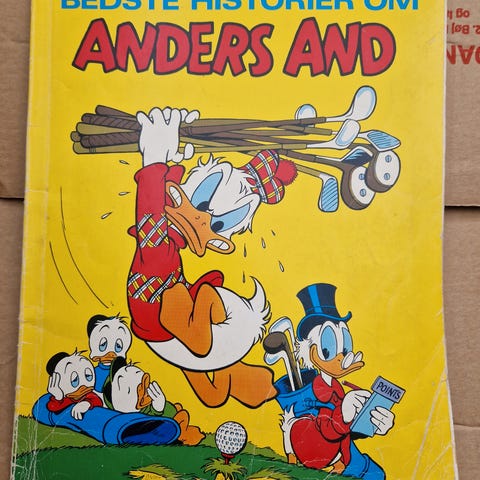 BEDSTE HISTORIER OM
ANDERS AND
POINTS